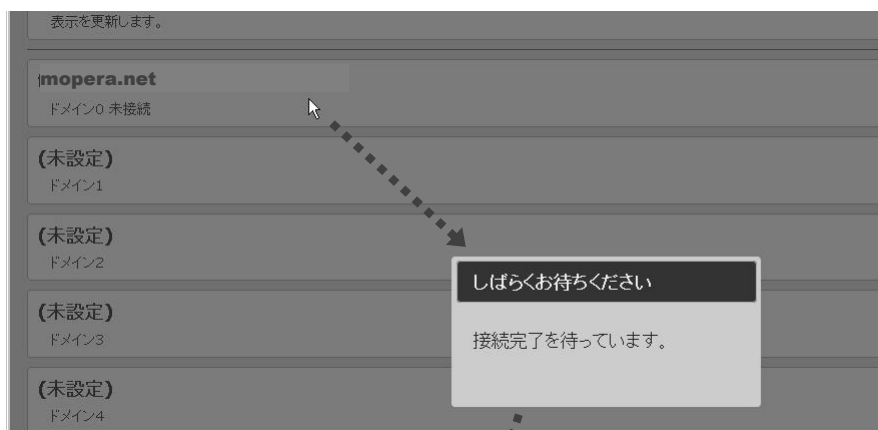 表示を更新します。
mopera.net
ドメイン0 未接続
(未設定)
ドメイン1
(未設定)
ドメイン2
しばらくお待ちください
接続完了を待っています。
(未設定)
ドメイン3
(未設定)
ドメイン4